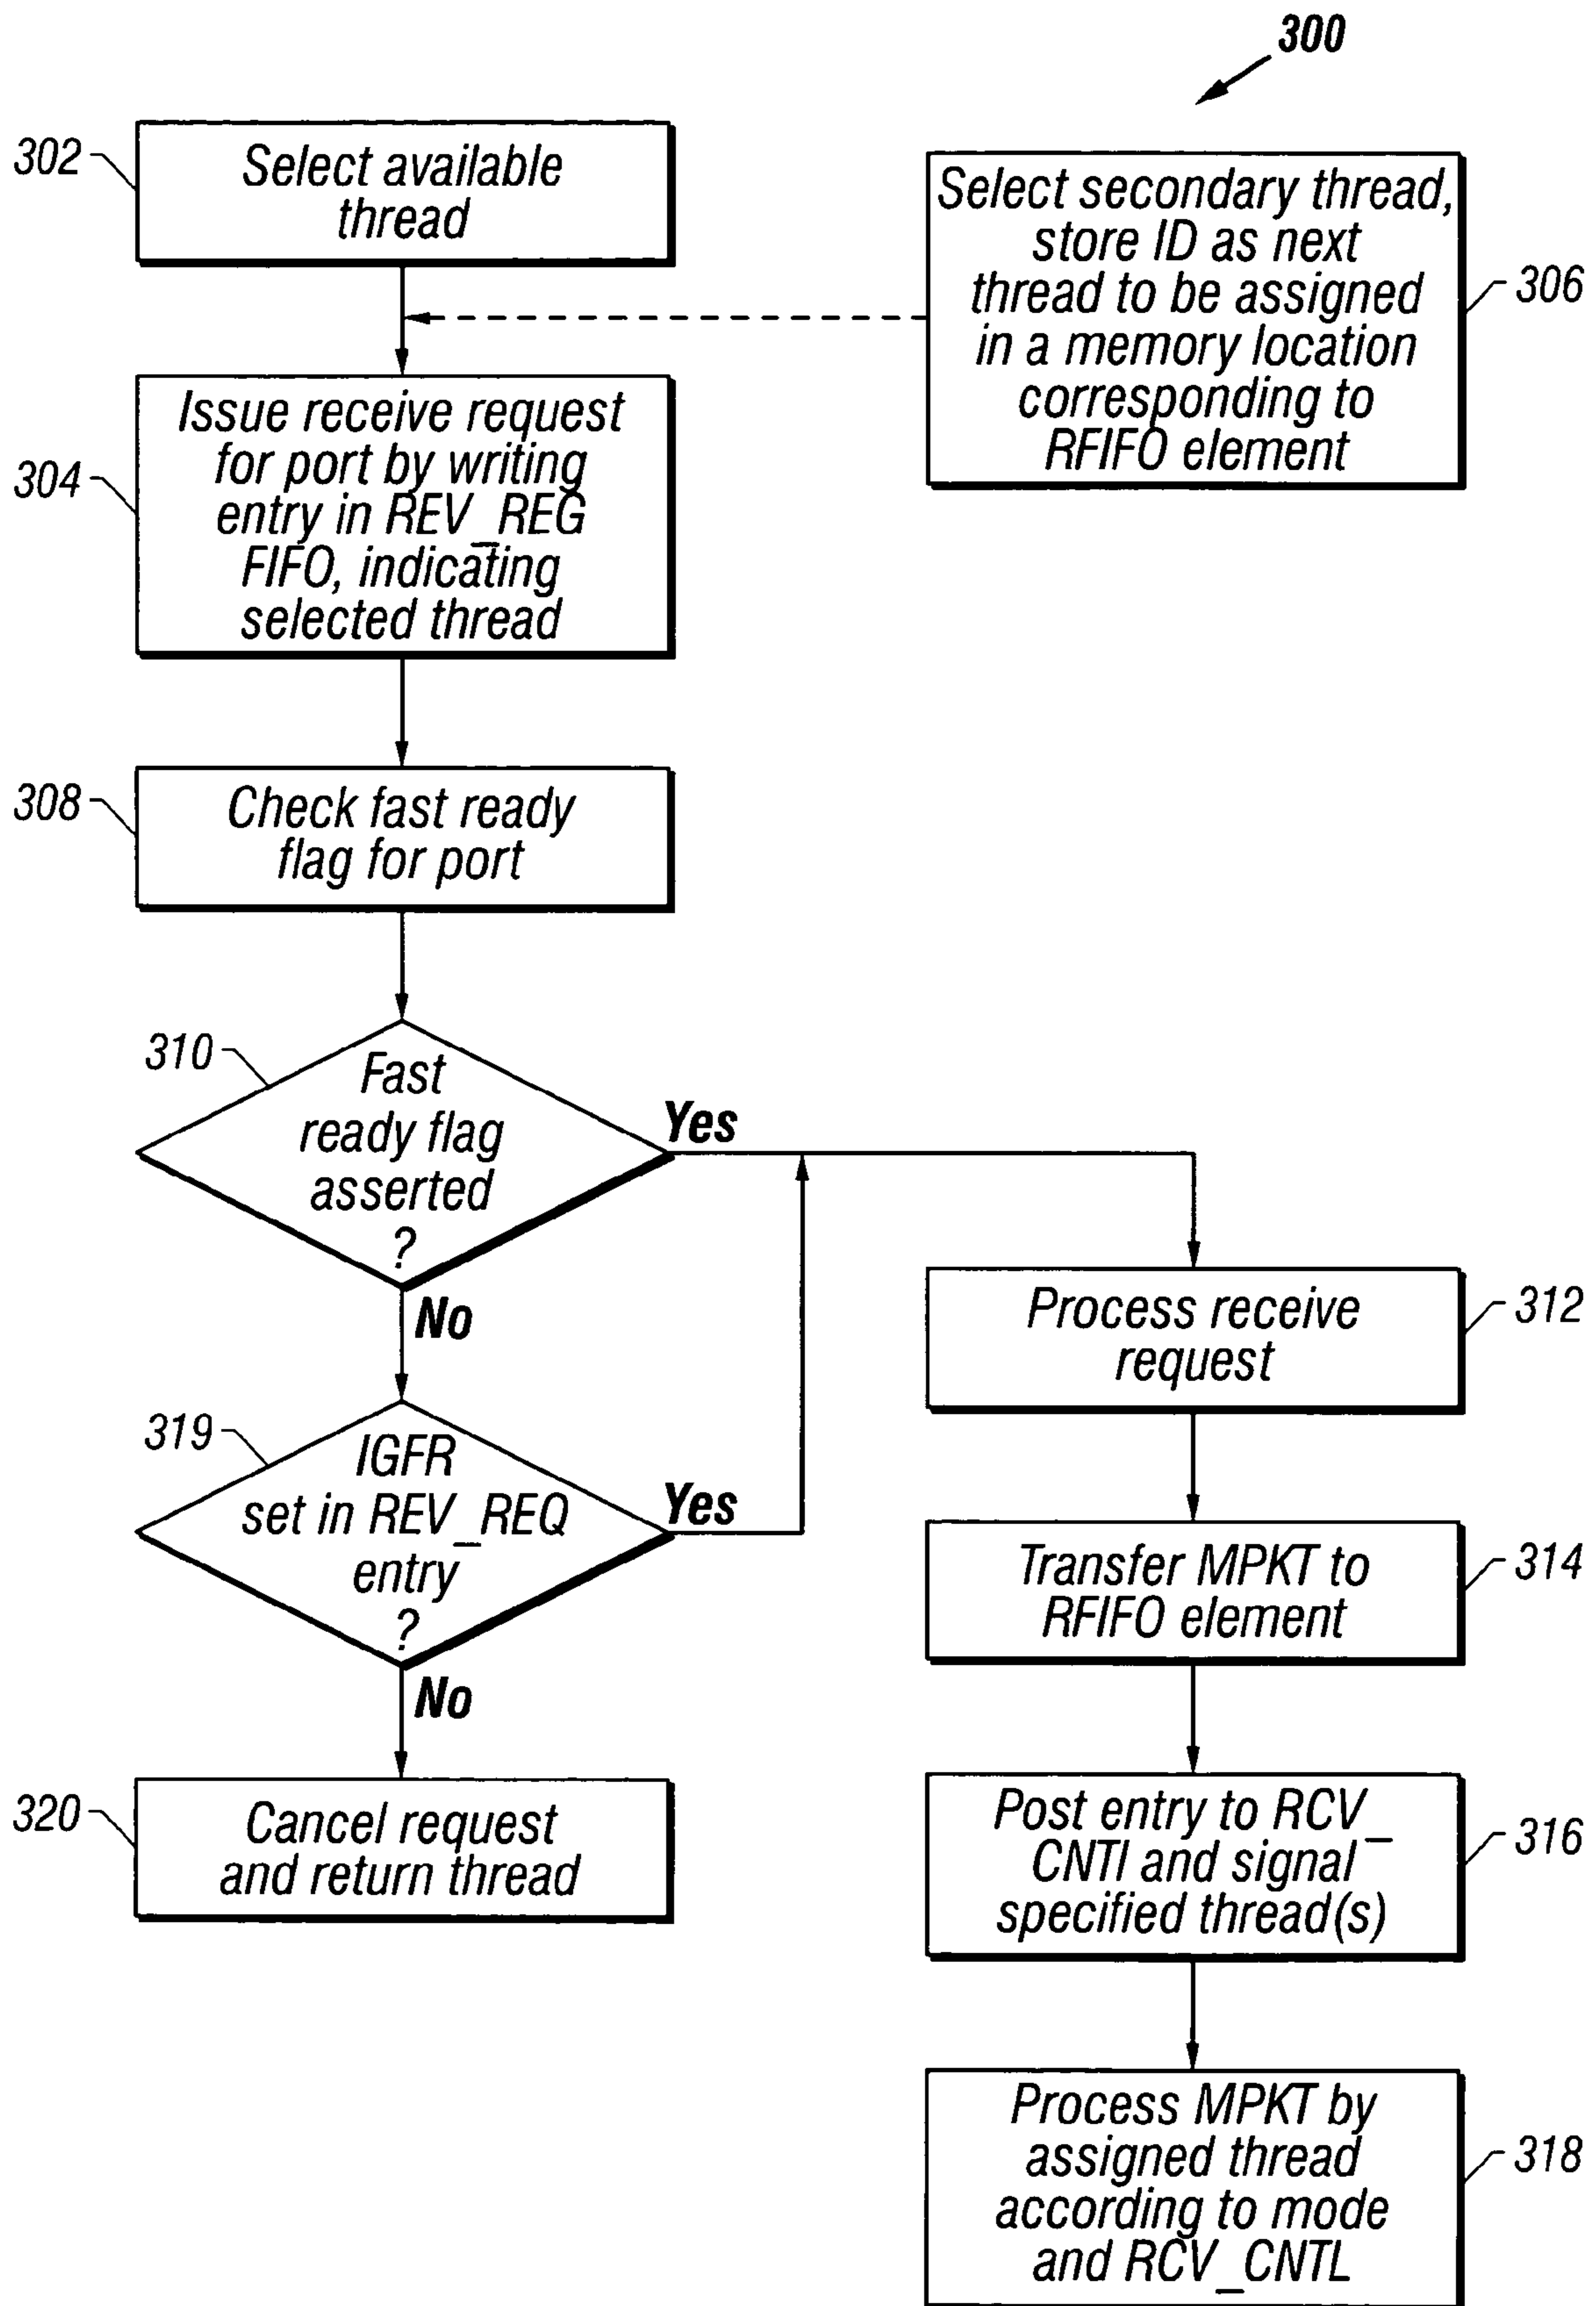 300
302
Select available
thread
Select secondary thread,
store ID as next
thread to be assigned
in a memory location
corresponding to
RFIFO element
306
304
Issue receive request
for port by writing
entry in REV_REG
FIFO, indicating
selected thread
308
Check fast ready
flag for port
310
Fast
ready flag
asserted
?
Yes
No
312
Process receive
request
319
IGFR
set in REV_REQ
entry
?
Yes
No
314
Transfer MPKT to
RFIFO element
320
Cancel request
and return thread
Post entry to RCV_
CNTI and signal
specified thread(s)
316
Process MPKT by
assigned thread
according to mode
and RCV_CNTL
318